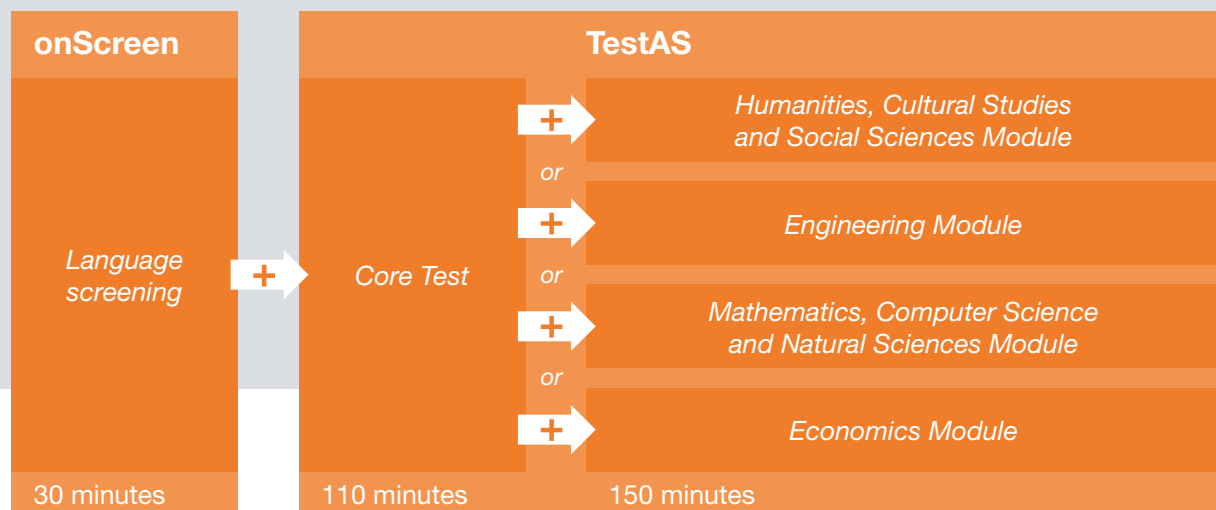 onScreen
TestAS
Language
screening
+
Core Test
+
Humanities, Cultural Studies
and Social Sciences Module
or
+
Engineering Module
or
+
Mathematics, Computer Science
and Natural Sciences Module
or
+
Economics Module
30 minutes
110 minutes
150 minutes